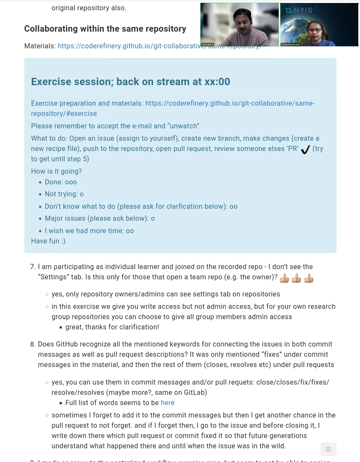 original repository also.
Collaborating within the same repository
Materials: https://coderefinery.github.io/git-collaborative/same-repository/.
Exercise session; back on stream at xx:00
Exercise preparation and materials: https://coderefinery.github.io/git-collaborative/same-
repository/#exercise
Please remember to accept the e-mail and "unwatch".
What to do: Open an issue (assign to yourself), create new branch, make changes (create a
new recipe file), push to the repository, open pull request, review someone elses 'PR' ✔ (try
to get until step 5)
How is it going?
• Done: ooo
• Not trying: o
• Don't know what to do (please ask for clarfication below): oo
• Major issues (please ask below): o
• I wish we had more time: oo
Have fun :)
7. I am participating as individual learner and joined on the recorded repo - I don't see the
"Settings" tab. Is this only for those that open a team repo (e.g. the owner)? 👍 👍 👍
○ yes, only repository owners/admins can see settings tab on repositories
○ in this exercise we give you write access but not admin access, but for your own research
group repositories you can choose to give all group members admin access
▪ great, thanks for clarification!
8. Does GitHub recognize all the mentioned keywords for connecting the issues in both commit
messages as well as pull request descriptions? It was only mentioned "fixes" under commit
messages in the material, and then the rest of them (closes, resolves etc) under pull requests
○ yes, you can use them in commit messages and/or pull requets: close/closes/fix/fixes/
resolve/resolves (maybe more?, same on GitLab)
▪ Full list of words seems to be here
○ sometimes I forget to add it to the commit messages but then I get another chance in the
pull request to not forget. and if I forget then, I go to the issue and before closing it, I
write down there which pull request or commit fixed it so that future generations
understand what happened there and until when the issue was in the wild.